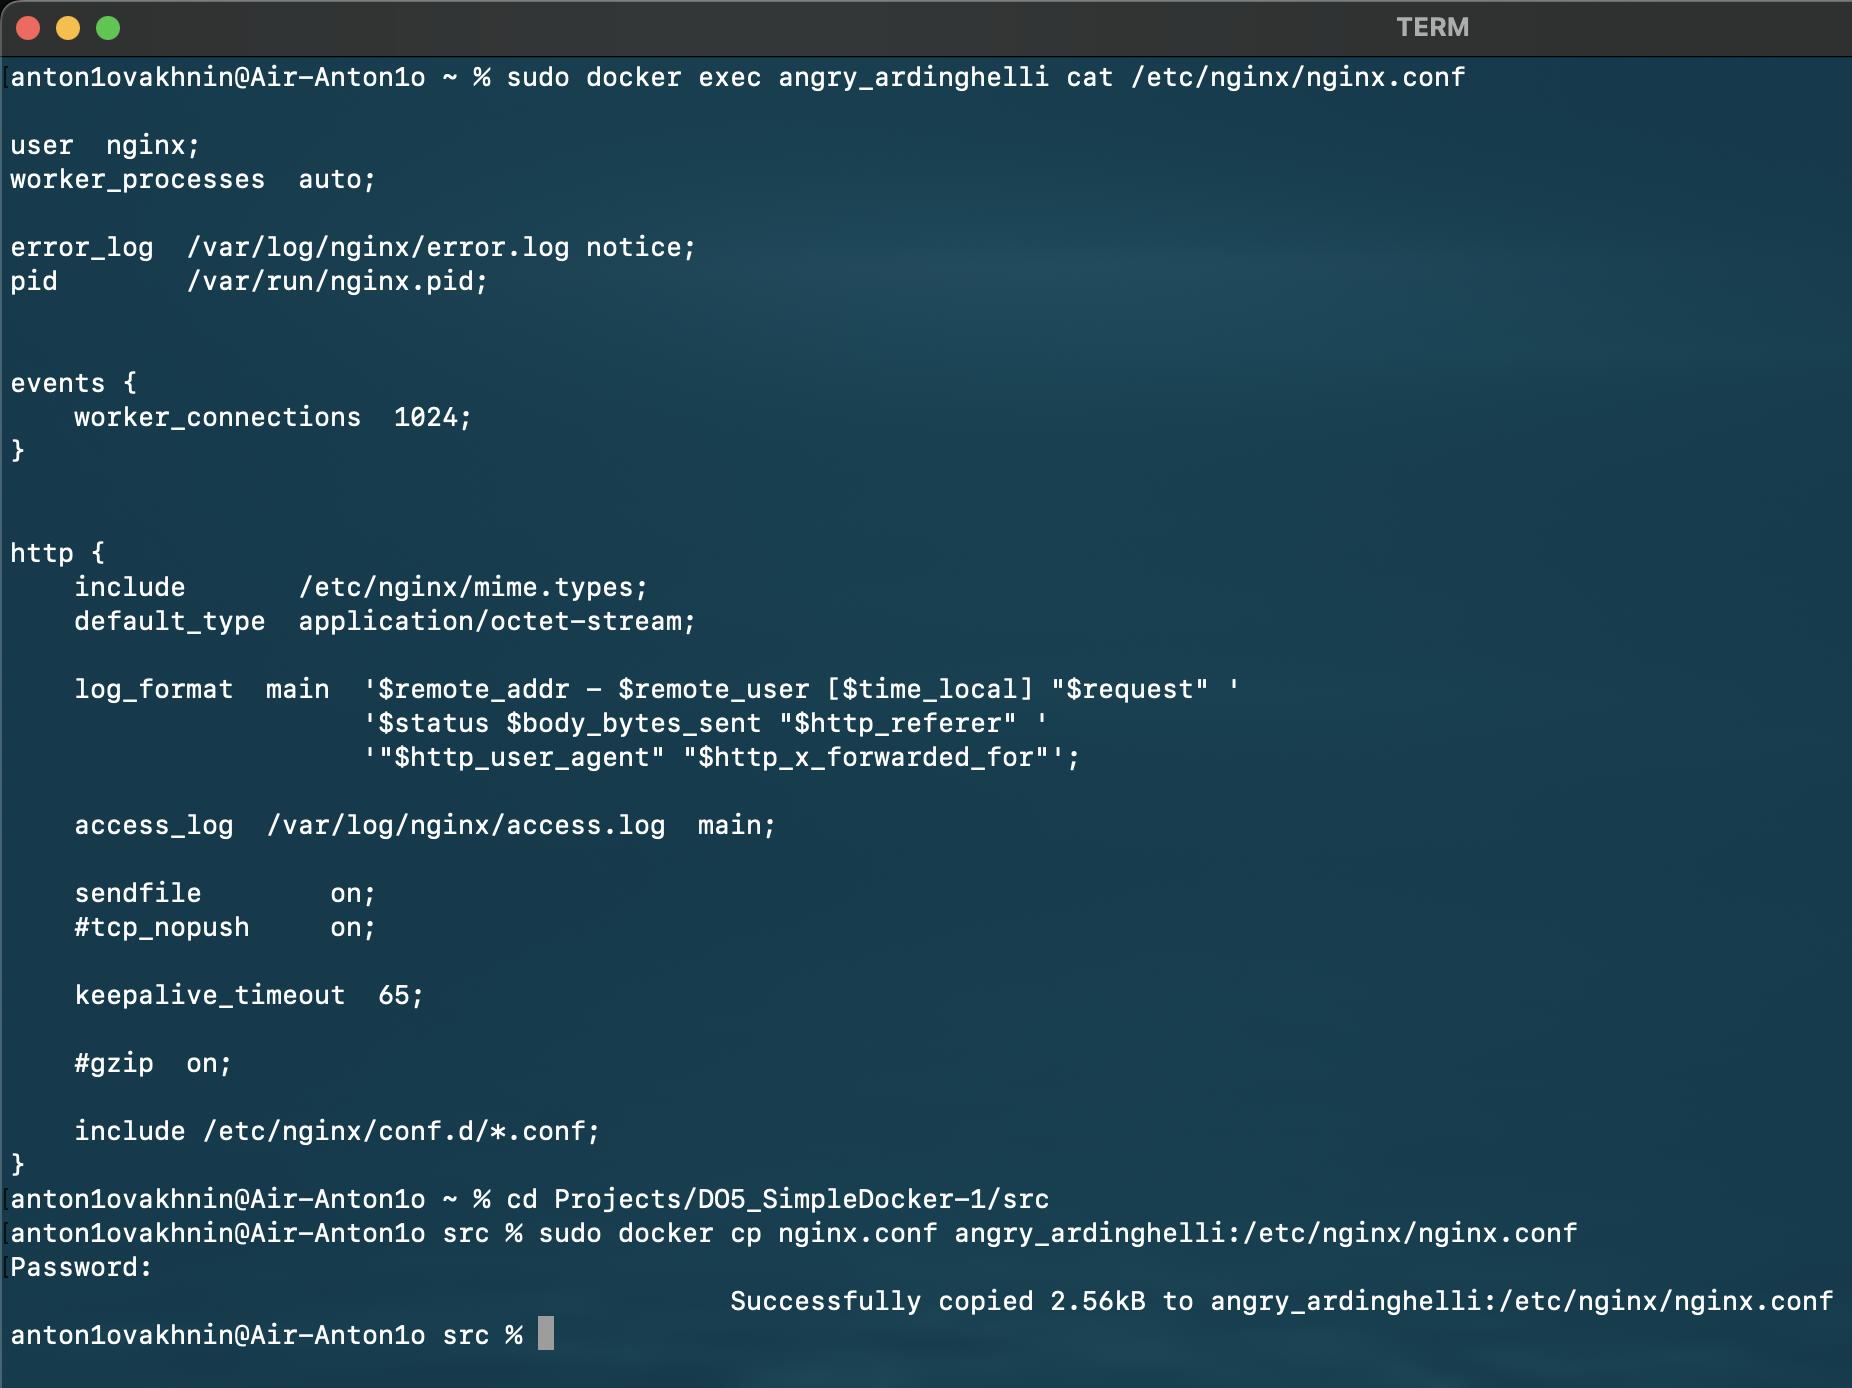 TERM
anton1ovakhnin@Air-Anton1o ~ % sudo docker exec angry_ardinghelli cat /etc/nginx/nginx.conf
user  nginx;
worker_processes  auto;
error_log  /var/log/nginx/error.log notice;
pid        /var/run/nginx.pid;
events {
    worker_connections  1024;
}
http {
    include       /etc/nginx/mime.types;
    default_type  application/octet-stream;
    log_format  main  '$remote_addr - $remote_user [$time_local] "$request" '
                      '$status $body_bytes_sent "$http_referer" '
                      '"$http_user_agent" "$http_x_forwarded_for"';
    access_log  /var/log/nginx/access.log  main;
    sendfile        on;
    #tcp_nopush     on;
    keepalive_timeout  65;
    #gzip  on;
    include /etc/nginx/conf.d/*.conf;
}
anton1ovakhnin@Air-Anton1o ~ % cd Projects/DO5_SimpleDocker-1/src
anton1ovakhnin@Air-Anton1o src % sudo docker cp nginx.conf angry_ardinghelli:/etc/nginx/nginx.conf
Password:
Successfully copied 2.56kB to angry_ardinghelli:/etc/nginx/nginx.conf
anton1ovakhnin@Air-Anton1o src %